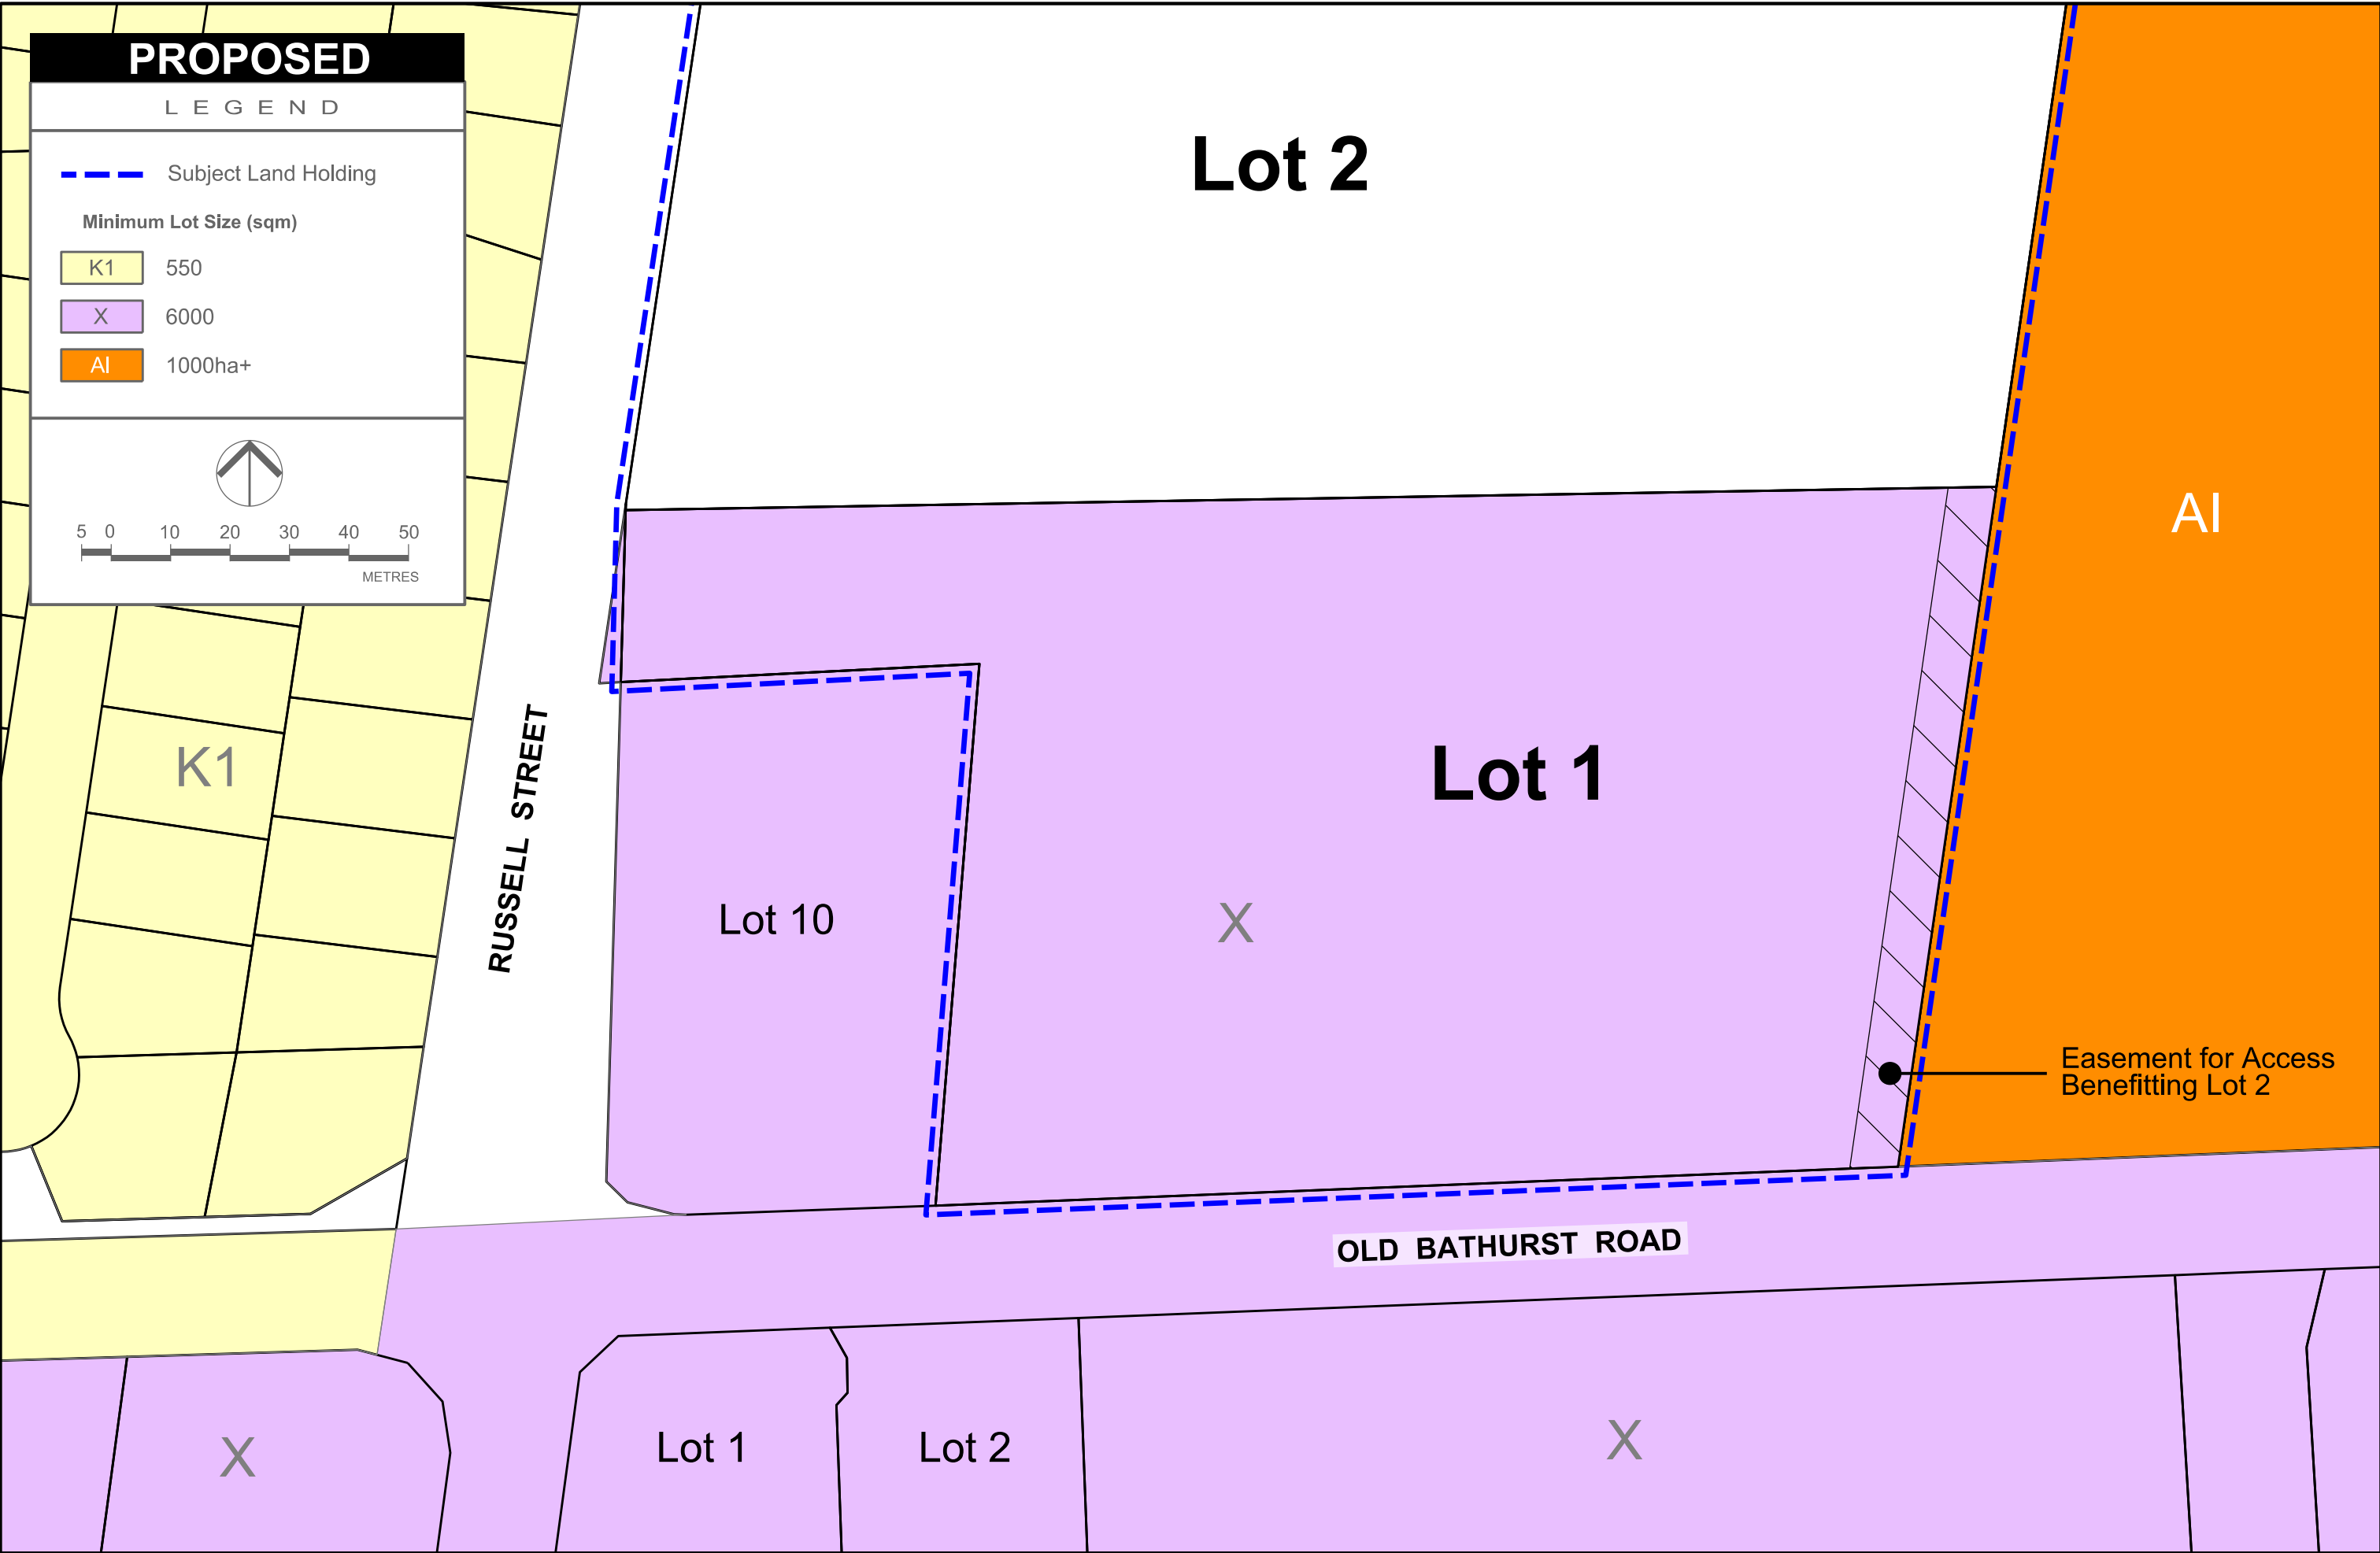 PROPOSED
LEGEND
Subject Land Holding
Minimum Lot Size (sqm)
K1 550
X 6000
AI 1000ha+
5 0 10 20 30 40 50
METRES
Lot 2
AI
K1
RUSSELL STREET
Lot 1
Lot 10
X
Easement for Access
Benefitting Lot 2
OLD BATHURST ROAD
X
Lot 1
Lot 2
X